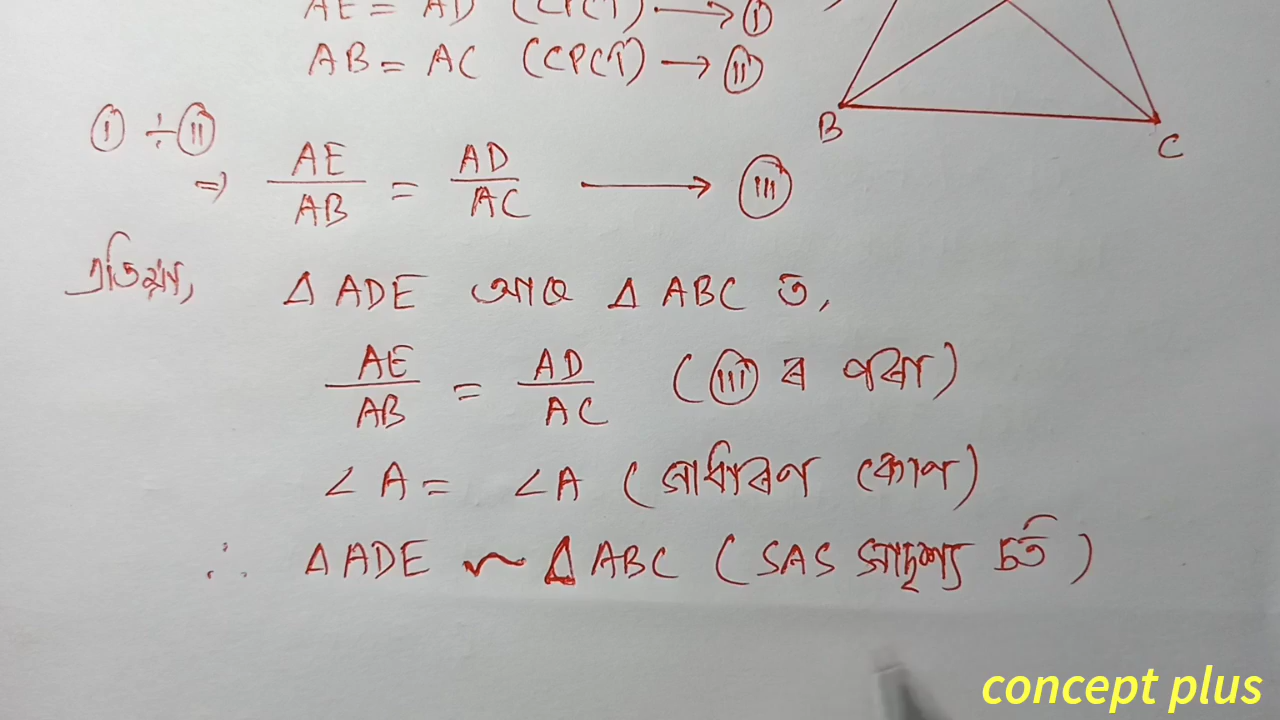 AE = AD (CPCT) → (I)
AB = AC (CPCT) → (II)
B
C
(I) ÷ (II)
⇒ AE/AB = AD/AC → (III)
Δ ADE আৰু Δ ABC ত,
AE/AB = AD/AC ((III) ৰ পৰা)
∠A = ∠A (সাধাৰণ কোণ)
∴ Δ ADE ~ Δ ABC (SAS সাদৃশ্য চৰ্ত)
concept plus